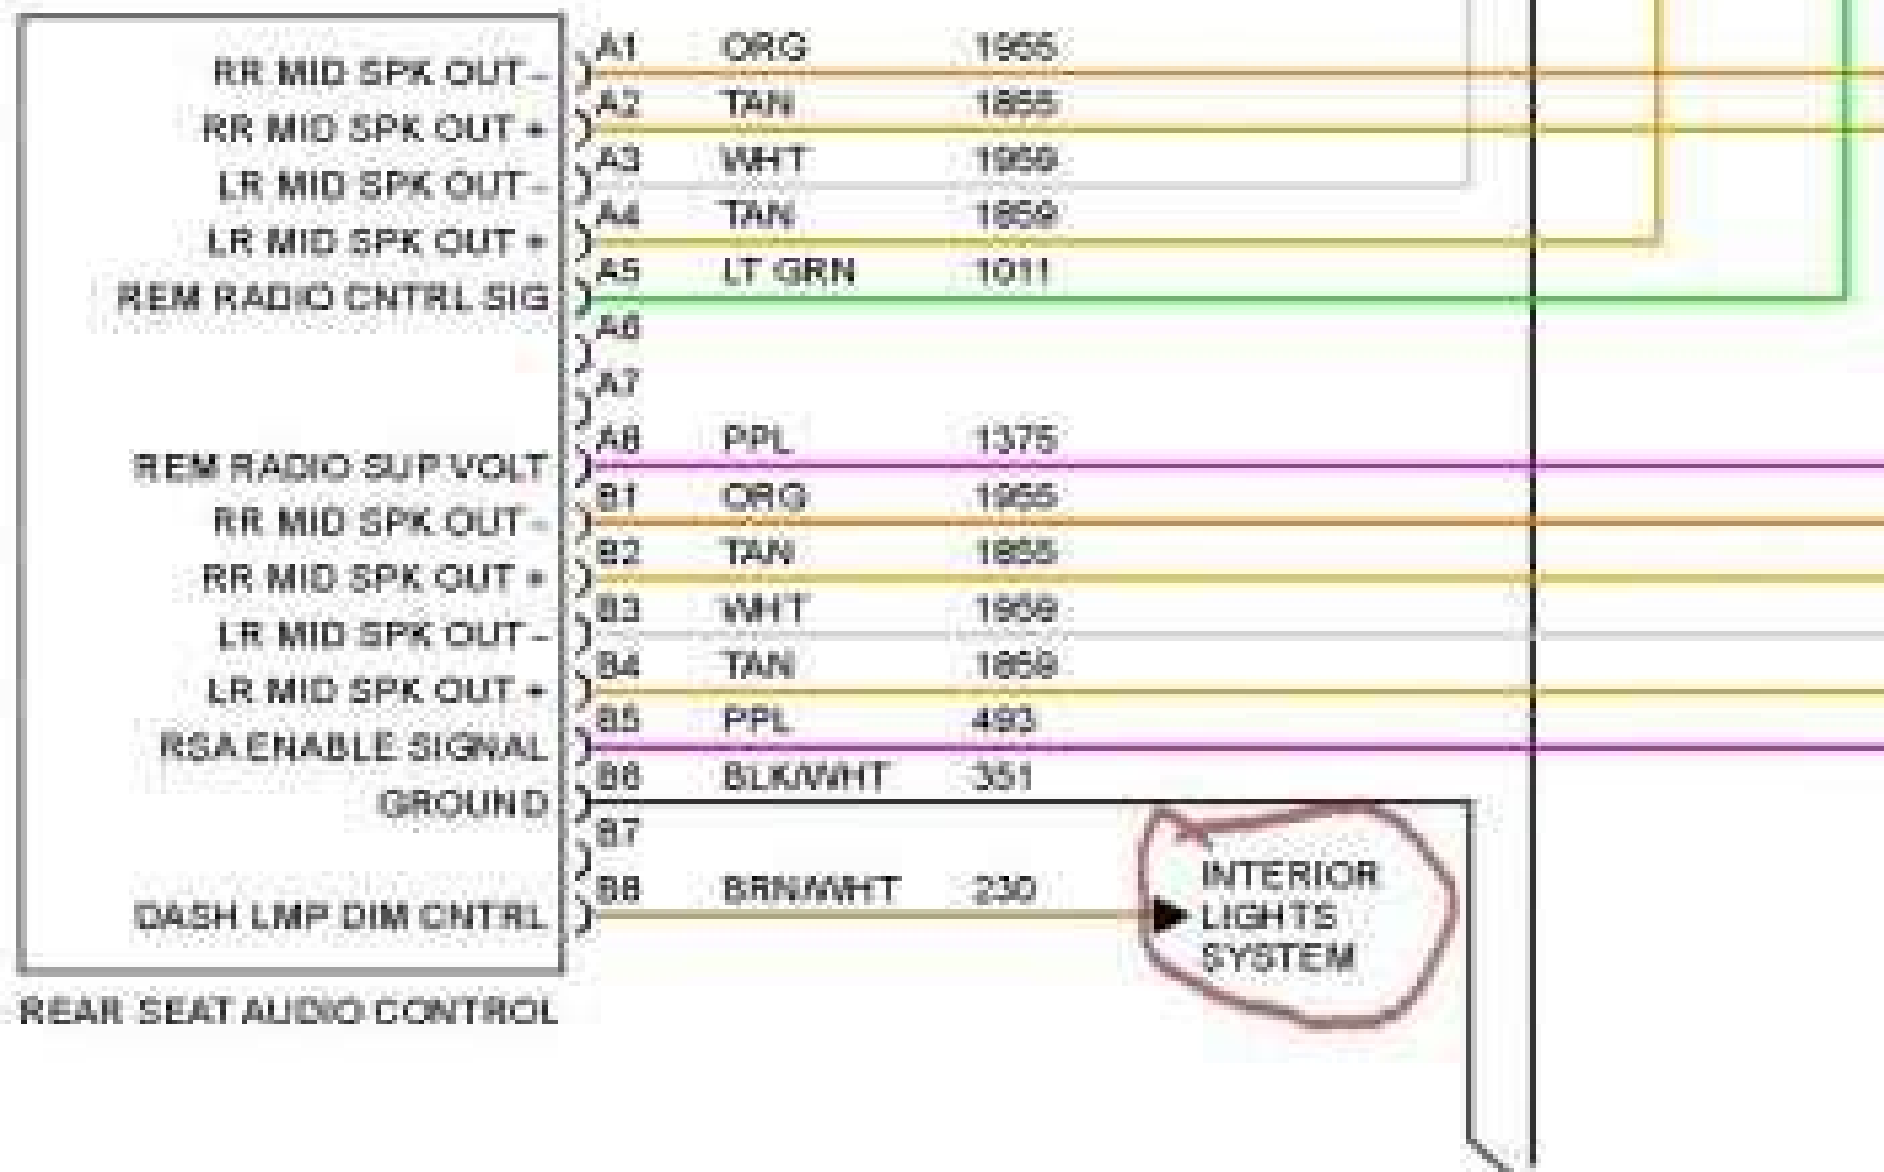 A1 ORG 1955
RR MID SPK OUT -
A2 TAN 1855
RR MID SPK OUT +
A3 WHT 1959
LR MID SPK OUT -
A4 TAN 1859
LR MID SPK OUT +
A5 LT GRN 1011
REM RADIO CNTRL SIG
A6
A7
A8 PPL 1375
REM RADIO SUP VOLT
B1 ORG 1955
RR MID SPK OUT -
B2 TAN 1855
RR MID SPK OUT +
B3 WHT 1959
LR MID SPK OUT -
B4 TAN 1859
LR MID SPK OUT +
B5 PPL 493
RSA ENABLE SIGNAL
B6 BLK/WHT 351
GROUND
B7
B8 BRN/WHT 230
DASH LMP DIM CNTRL
INTERIOR
LIGHTS
SYSTEM
REAR SEAT AUDIO CONTROL